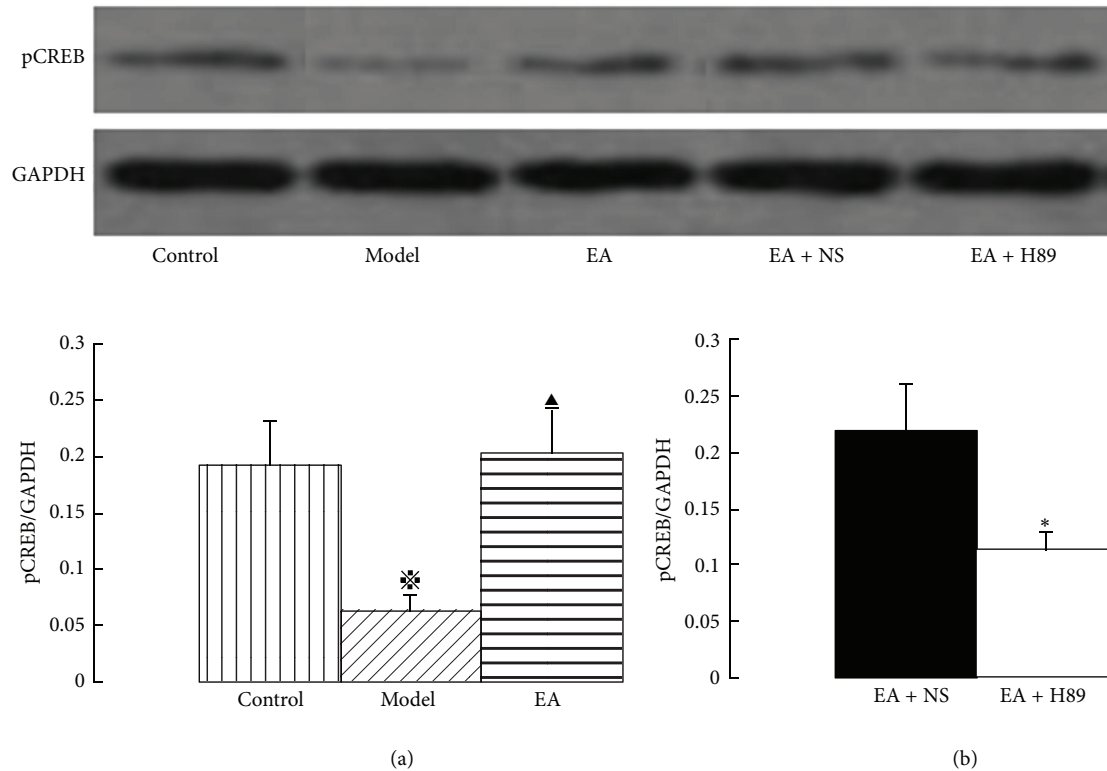 pCREB
GAPDH
Control Model EA EA + NS EA + H89
0.3
0.25
0.2
0.15
0.1
0.05
0
pCREB/GAPDH
※
▲
Control Model EA
(a)
0.3
0.25
0.2
0.15
0.1
0.05
0
pCREB/GAPDH
*
EA + NS EA + H89
(b)